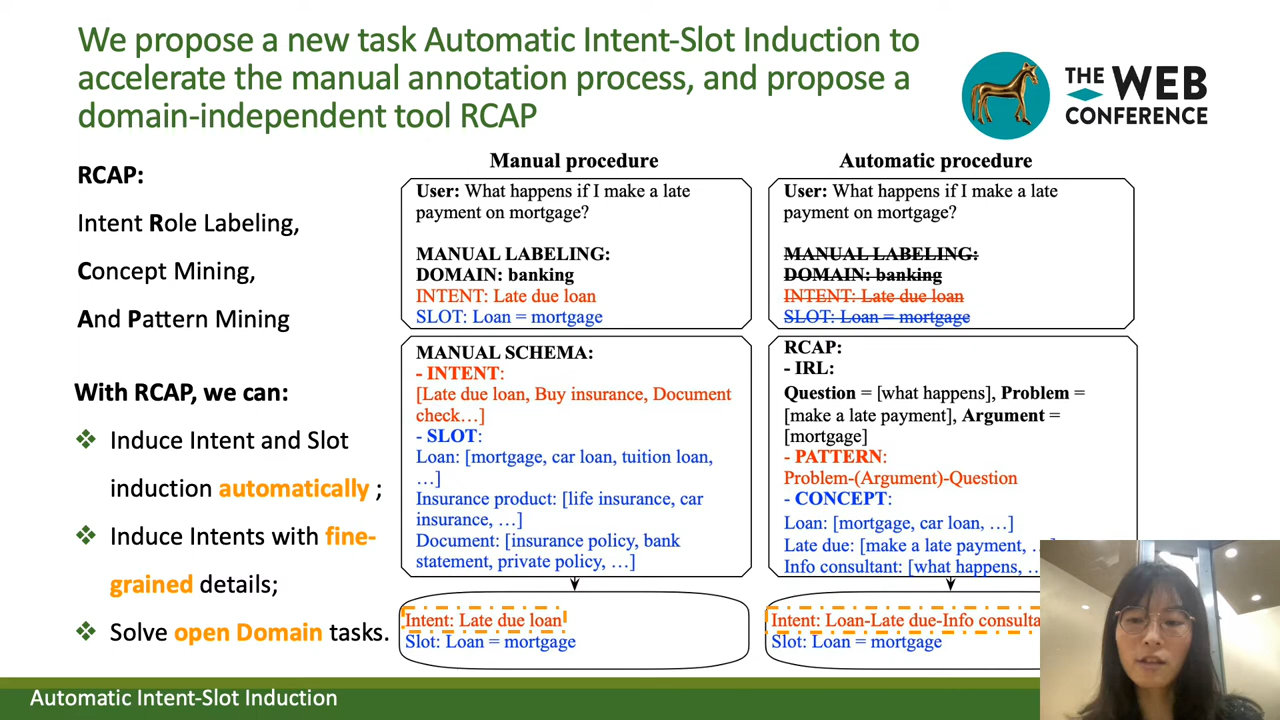 We propose a new task Automatic Intent-Slot Induction to
accelerate the manual annotation process, and propose a
domain-independent tool RCAP
THE WEB
CONFERENCE
RCAP:
Intent Role Labeling,
Concept Mining,
And Pattern Mining
With RCAP, we can:
❖ Induce Intent and Slot
induction automatically ;
❖ Induce Intents with fine-
grained details;
❖ Solve open Domain tasks.
Manual procedure
User: What happens if I make a late
payment on mortgage?
MANUAL LABELING:
DOMAIN: banking
INTENT: Late due loan
SLOT: Loan = mortgage
MANUAL SCHEMA:
- INTENT:
[Late due loan, Buy insurance, Document
check…]
- SLOT:
Loan: [mortgage, car loan, tuition loan,
…]
Insurance product: [life insurance, car
insurance, …]
Document: [insurance policy, bank
statement, private policy, …]
Intent: Late due loan
Slot: Loan = mortgage
Automatic procedure
User: What happens if I make a late
payment on mortgage?
MANUAL LABELING:
DOMAIN: banking
INTENT: Late due loan
SLOT: Loan = mortgage
RCAP:
- IRL:
Question = [what happens], Problem =
[make a late payment], Argument =
[mortgage]
- PATTERN:
Problem-(Argument)-Question
- CONCEPT:
Loan: [mortgage, car loan, …]
Late due: [make a late payment, …
Info consultant: [what happens, …
Intent: Loan-Late due-Info consulta
Slot: Loan = mortgage
Automatic Intent-Slot Induction